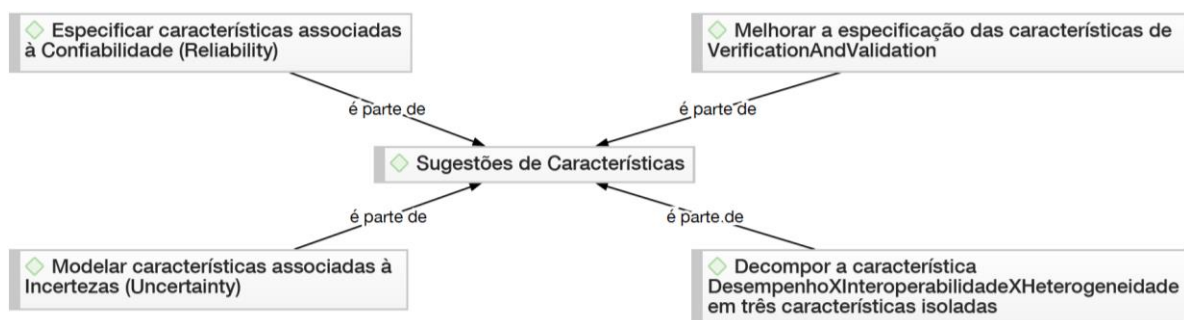 Especificar características associadas
à Confiabilidade (Reliability)
Melhorar a especificação das características de
VerificationAndValidation
é parte de
é parte de
Sugestões de Características
é parte de
é parte de
Modelar características associadas à
Incertezas (Uncertainty)
Decompor a característica
DesempenhoXInteroperabilidadeXHeterogeneidade
em três características isoladas